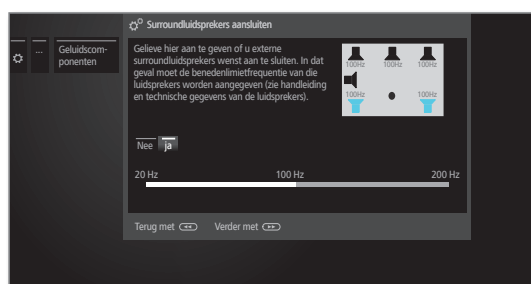 Surroundluidsprekers aansluiten
...
Geluidscom-
ponenten
Gelieve hier aan te geven of u externe
surroundluidsprekers wenst aan te sluiten. In dat
geval moet de benedenlimietfrequentie van die
luidsprekers worden aangegeven (zie handleiding
en technische gegevens van de luidsprekers).
100Hz 100Hz 100Hz
100Hz 100Hz
Nee ja
20 Hz 100 Hz 200 Hz
Terug met Verder met